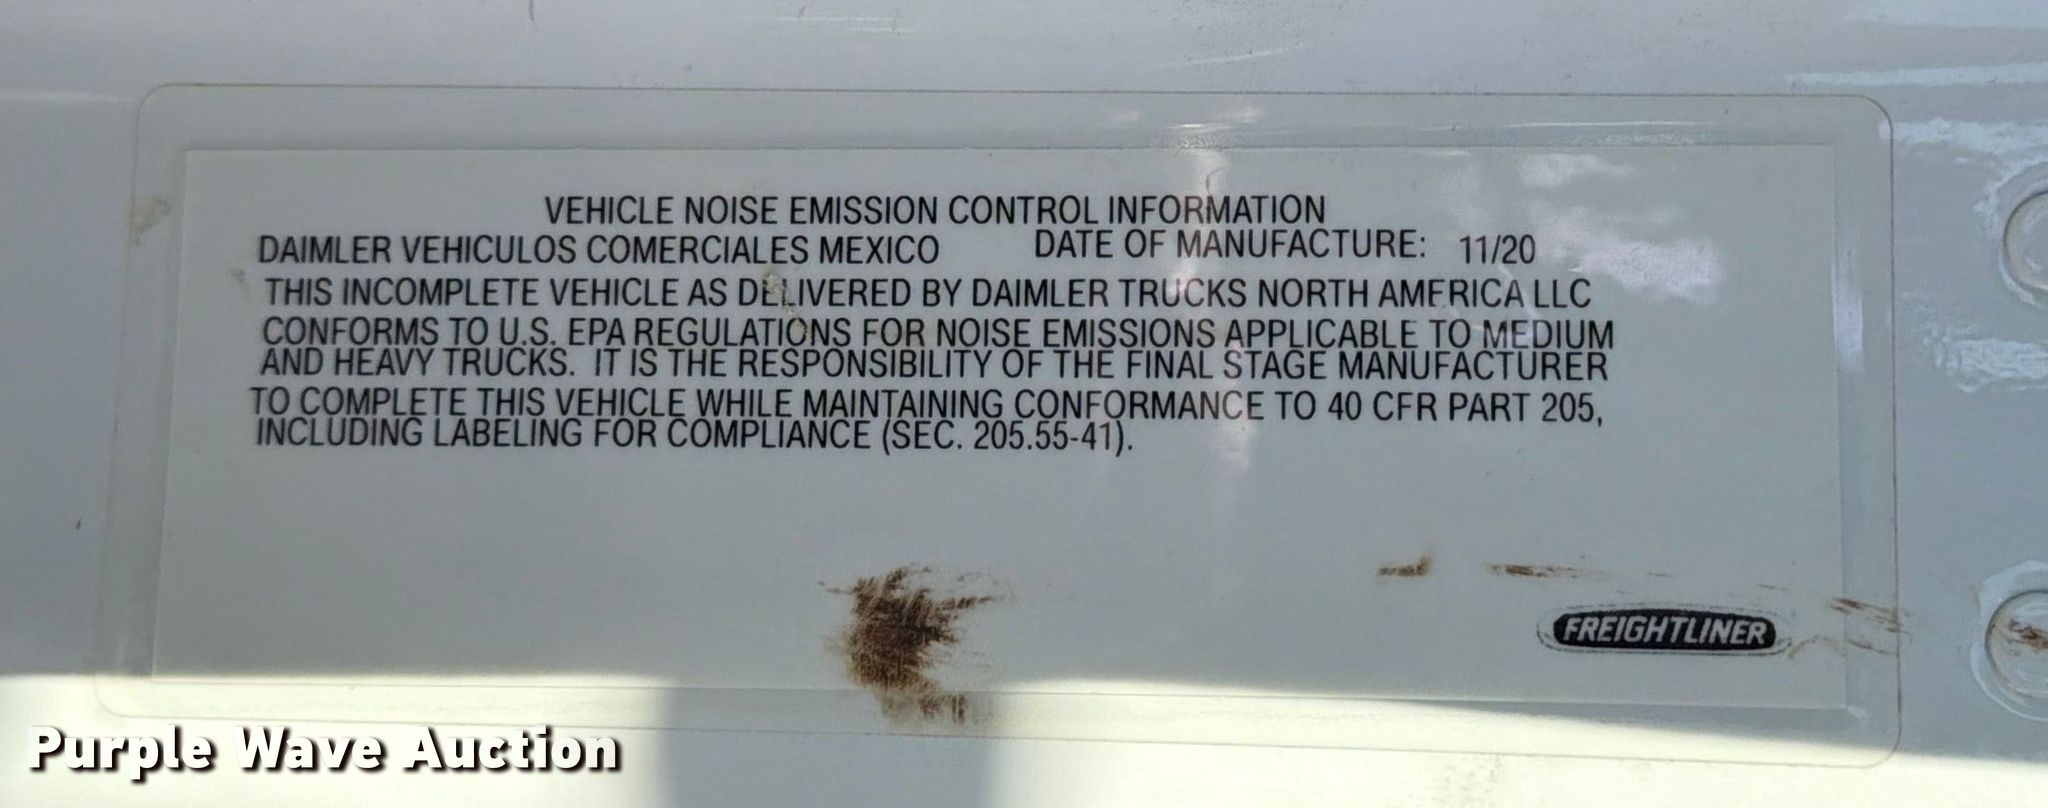 VEHICLE NOISE EMISSION CONTROL INFORMATION
DAIMLER VEHICULOS COMERCIALES MEXICO DATE OF MANUFACTURE: 11/20
THIS INCOMPLETE VEHICLE AS DELIVERED BY DAIMLER TRUCKS NORTH AMERICA LLC
CONFORMS TO U.S. EPA REGULATIONS FOR NOISE EMISSIONS APPLICABLE TO MEDIUM
AND HEAVY TRUCKS. IT IS THE RESPONSIBILITY OF THE FINAL STAGE MANUFACTURER
TO COMPLETE THIS VEHICLE WHILE MAINTAINING CONFORMANCE TO 40 CFR PART 205,
INCLUDING LABELING FOR COMPLIANCE (SEC. 205.55-41).
FREIGHTLINER
Purple Wave Auction